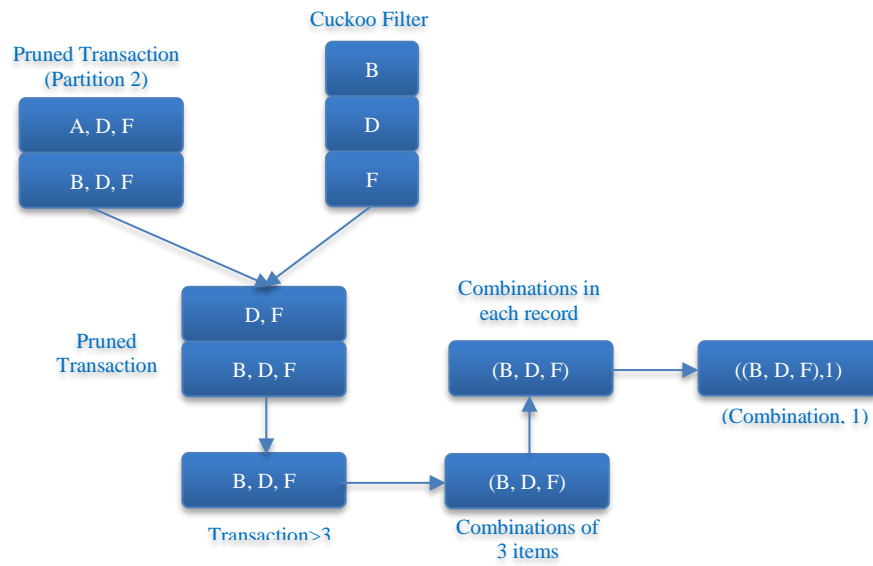 Cuckoo Filter
Pruned Transaction
(Partition 2)
B
A, D, F
D
B, D, F
F
D, F
Pruned
Transaction
B, D, F
Combinations in
each record
(B, D, F)
((B, D, F),1)
(Combination, 1)
B, D, F
(B, D, F)
Transaction>3
Combinations of
3 items